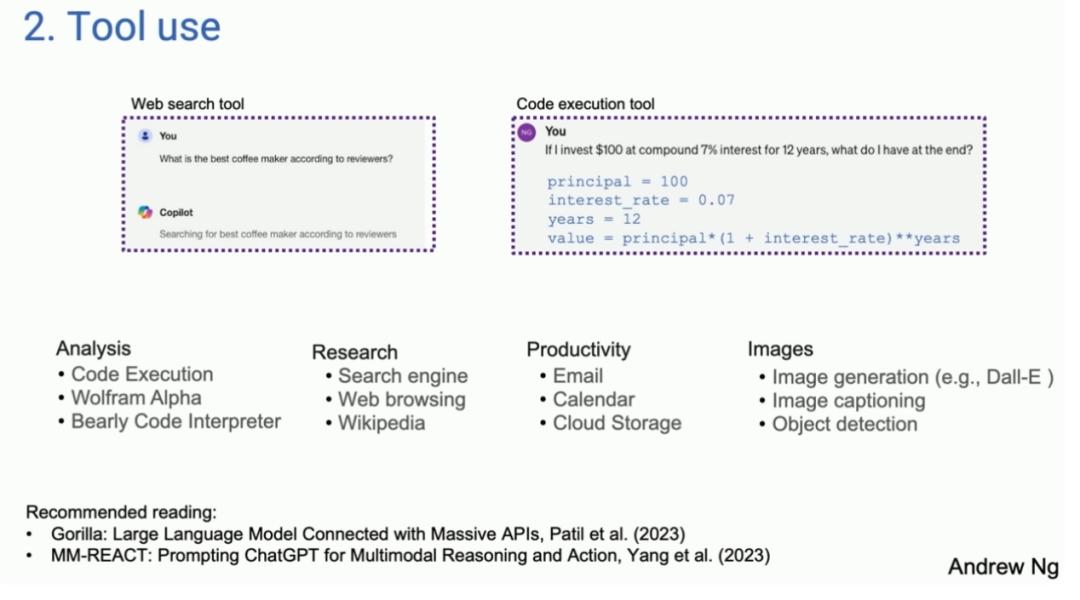 2. Tool use
Web search tool
You
What is the best coffee maker according to reviewers?
Copilot
Searching for best coffee maker according to reviewers
Code execution tool
NG
You
If I invest $100 at compound 7% interest for 12 years, what do I have at the end?
principal = 100
interest_rate = 0.07
years = 12
value = principal*(1 + interest_rate)**years
Analysis
• Code Execution
• Wolfram Alpha
• Bearly Code Interpreter
Research
• Search engine
• Web browsing
• Wikipedia
Productivity
• Email
• Calendar
• Cloud Storage
Images
• Image generation (e.g., Dall-E )
• Image captioning
• Object detection
Recommended reading:
• Gorilla: Large Language Model Connected with Massive APIs, Patil et al. (2023)
• MM-REACT: Prompting ChatGPT for Multimodal Reasoning and Action, Yang et al. (2023)
Andrew Ng